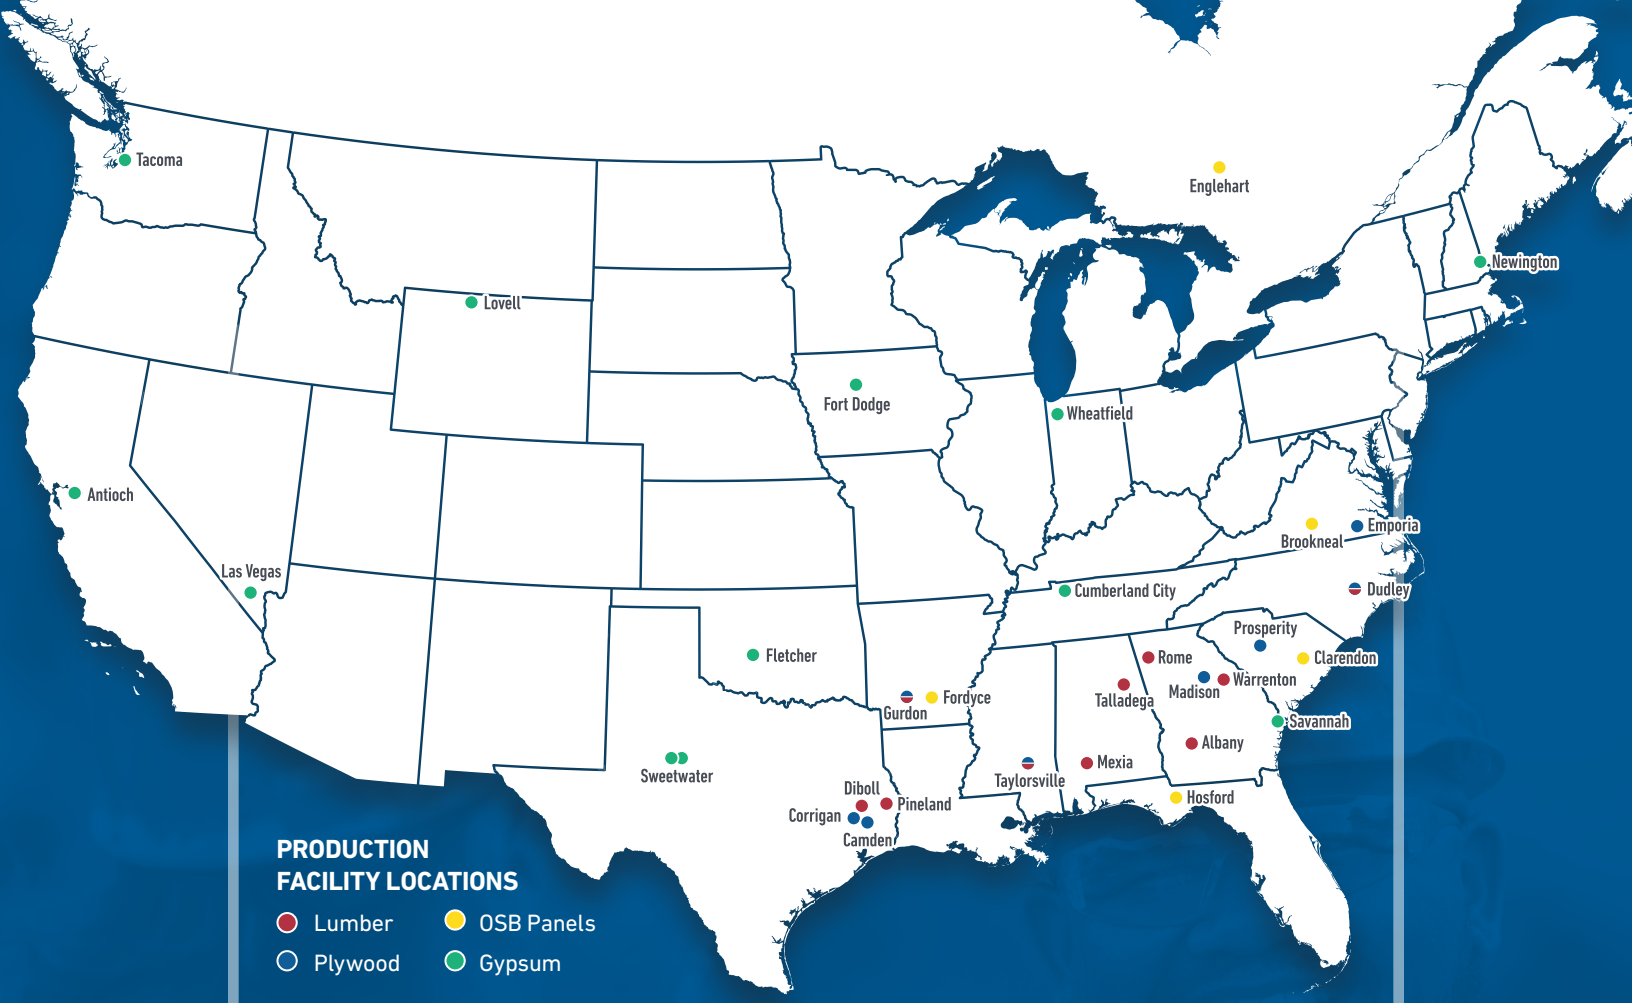 Tacoma
Englehart
Newington
Lovell
Fort Dodge
Wheatfield
Antioch
Emporia
Brookneal
Las Vegas
Cumberland City
Dudley
Prosperity
Fletcher
Rome
Clarendon
Warrenton
Madison
Talladega
Fordyce
Gurdon
Savannah
Albany
Mexia
Sweetwater
Taylorsville
Diboll
Hosford
Pineland
Corrigan
Camden
PRODUCTION
FACILITY LOCATIONS
Lumber
OSB Panels
Plywood
Gypsum